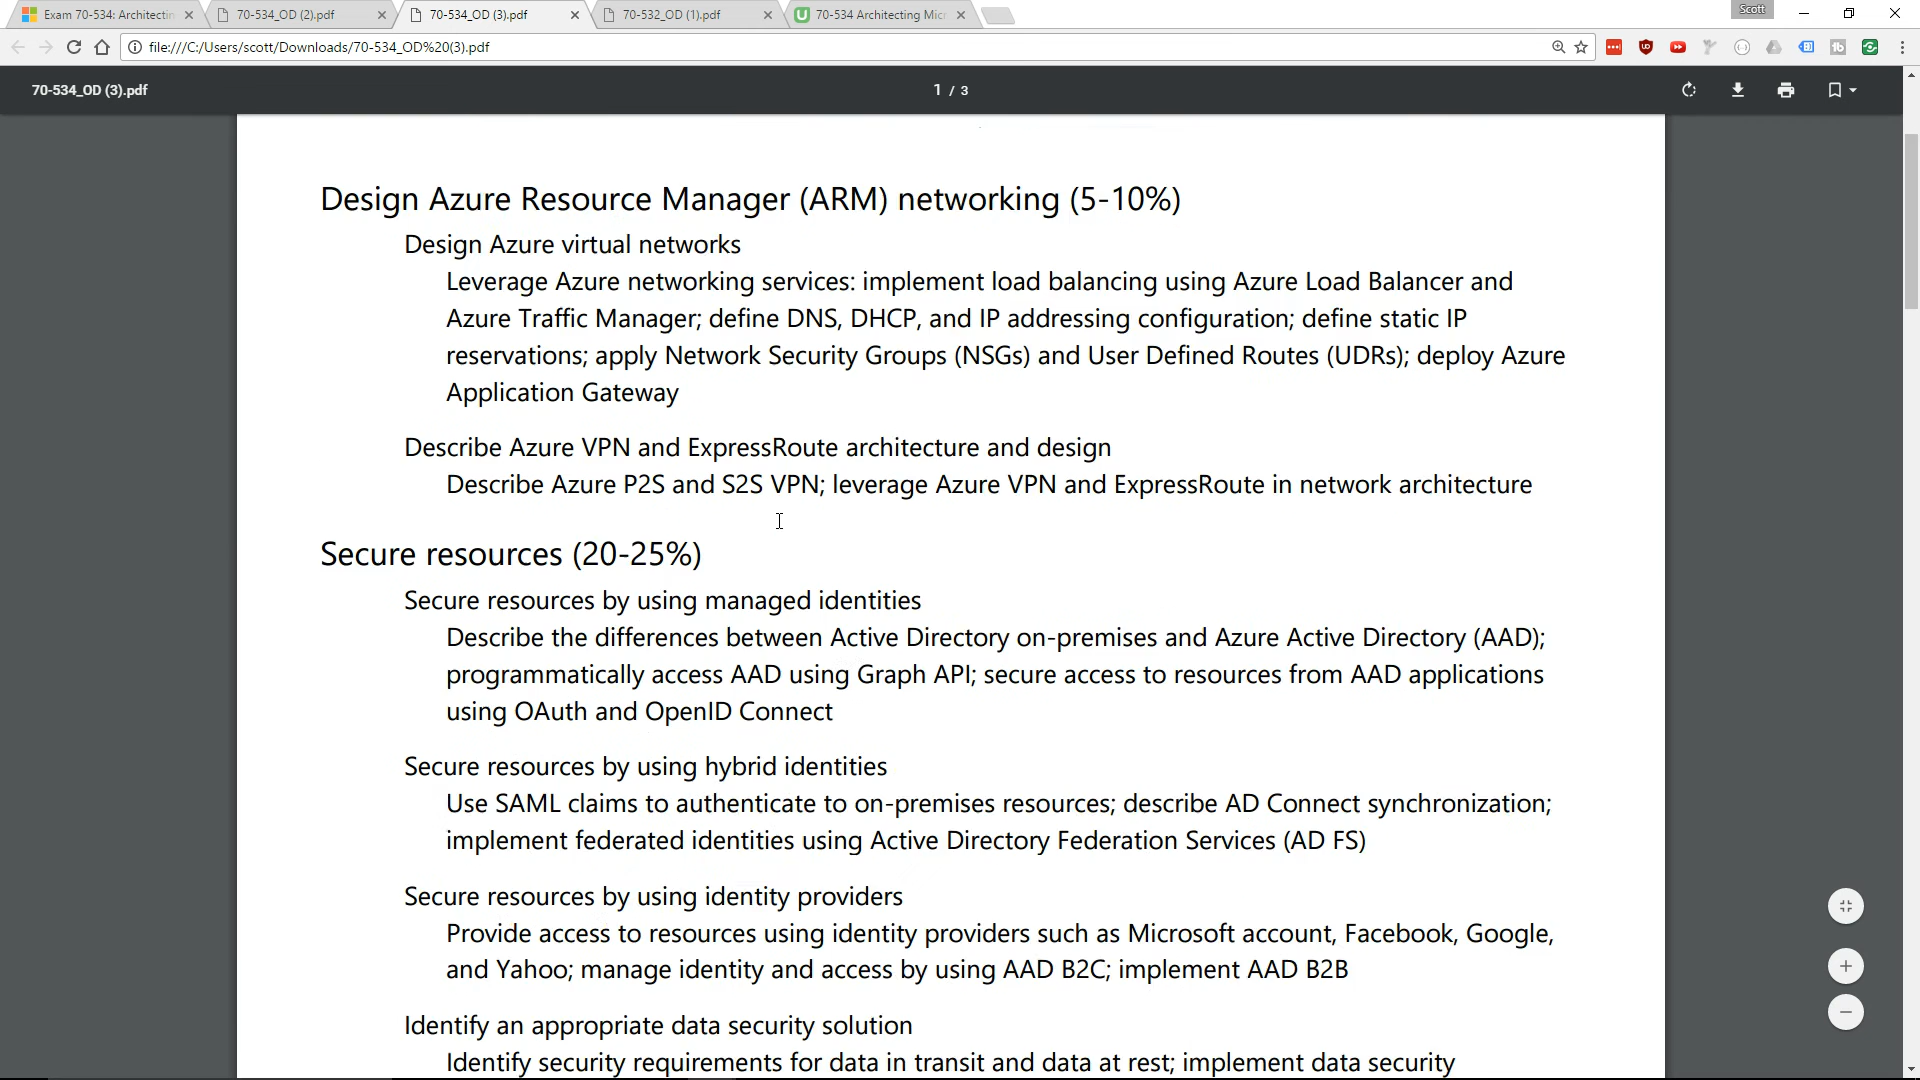 Exam 70-534: Architectin
70-534_OD (2).pdf
70-534_OD (3).pdf
70-532_OD (1).pdf
70-534 Architecting Micr
Scott
file:///C:/Users/scott/Downloads/70-534_OD%20(3).pdf
70-534_OD (3).pdf
1 / 3
Design Azure Resource Manager (ARM) networking (5-10%)
Design Azure virtual networks
Leverage Azure networking services: implement load balancing using Azure Load Balancer and
Azure Traffic Manager; define DNS, DHCP, and IP addressing configuration; define static IP
reservations; apply Network Security Groups (NSGs) and User Defined Routes (UDRs); deploy Azure
Application Gateway
Describe Azure VPN and ExpressRoute architecture and design
Describe Azure P2S and S2S VPN; leverage Azure VPN and ExpressRoute in network architecture
Secure resources (20-25%)
Secure resources by using managed identities
Describe the differences between Active Directory on-premises and Azure Active Directory (AAD);
programmatically access AAD using Graph API; secure access to resources from AAD applications
using OAuth and OpenID Connect
Secure resources by using hybrid identities
Use SAML claims to authenticate to on-premises resources; describe AD Connect synchronization;
implement federated identities using Active Directory Federation Services (AD FS)
Secure resources by using identity providers
Provide access to resources using identity providers such as Microsoft account, Facebook, Google,
and Yahoo; manage identity and access by using AAD B2C; implement AAD B2B
Identify an appropriate data security solution
Identify security requirements for data in transit and data at rest; implement data security